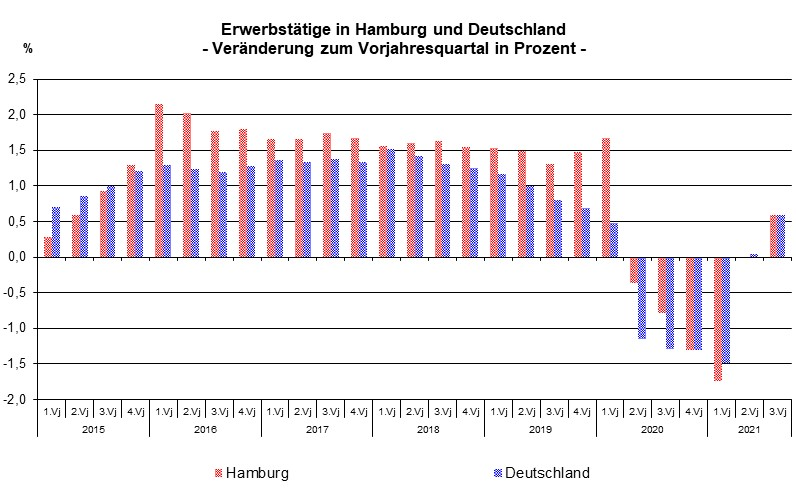 Erwerbstätige in Hamburg und Deutschland
- Veränderung zum Vorjahresquartal in Prozent -
%
2,5
2,0
1,5
1,0
0,5
0,0
-0,5
-1,0
-1,5
-2,0
1.Vj 2.Vj 3.Vj 4.Vj 1.Vj 2.Vj 3.Vj 4.Vj 1.Vj 2.Vj 3.Vj 4.Vj 1.Vj 2.Vj 3.Vj 4.Vj 1.Vj 2.Vj 3.Vj 4.Vj 1.Vj 2.Vj 3.Vj 4.Vj 1.Vj 2.Vj 3.Vj
2015 2016 2017 2018 2019 2020 2021
Hamburg Deutschland